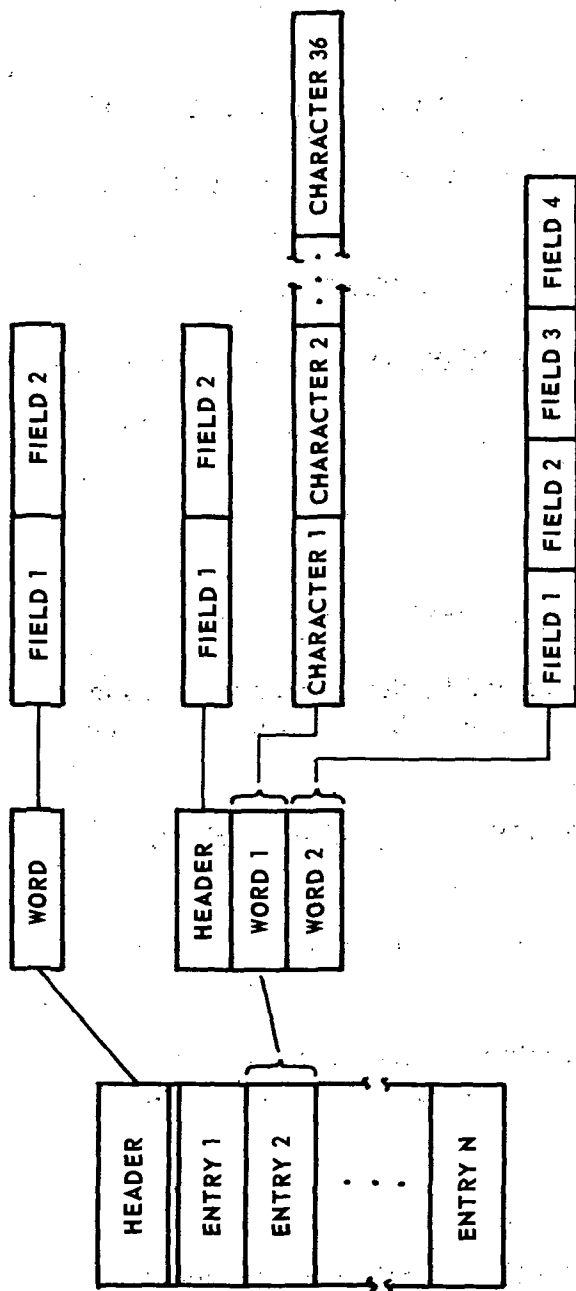 HEADER
ENTRY 1
ENTRY 2
. . .
ENTRY N
WORD
FIELD 1 FIELD 2
HEADER
WORD 1
WORD 2
FIELD 1 FIELD 2
CHARACTER 1 CHARACTER 2 . . . CHARACTER 36
FIELD 1 FIELD 2 FIELD 3 FIELD 4